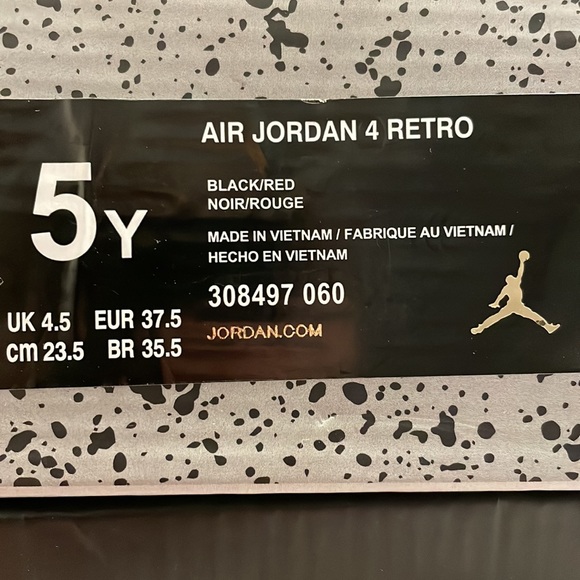 AIR JORDAN 4 RETRO
5Y
BLACK/RED
NOIR/ROUGE
MADE IN VIETNAM / FABRIQUE AU VIETNAM /
HECHO EN VIETNAM
308497 060
JORDAN.COM
UK 4.5 EUR 37.5
cm 23.5 BR 35.5